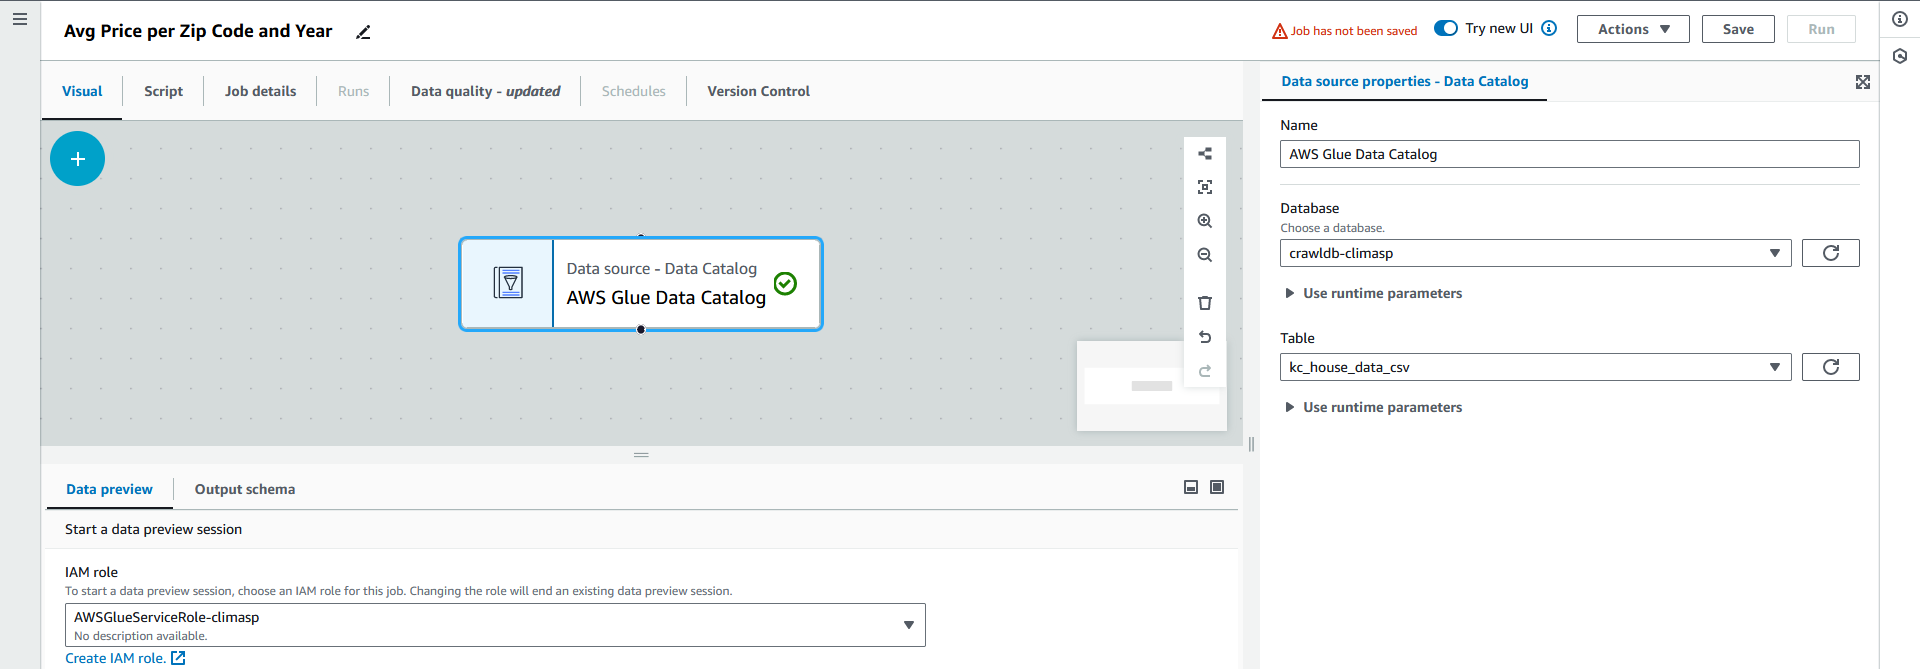 Avg Price per Zip Code and Year
Job has not been saved
Try new UI
Actions
Save
Run
Visual
Script
Job details
Runs
Data quality - updated
Schedules
Version Control
Data source - Data Catalog
AWS Glue Data Catalog
Data preview
Output schema
Start a data preview session
IAM role
To start a data preview session, choose an IAM role for this job. Changing the role will end an existing data preview session.
AWSGlueServiceRole-climasp
No description available.
Create IAM role.
Data source properties - Data Catalog
Name
AWS Glue Data Catalog
Database
Choose a database.
crawldb-climasp
Use runtime parameters
Table
kc_house_data_csv
Use runtime parameters